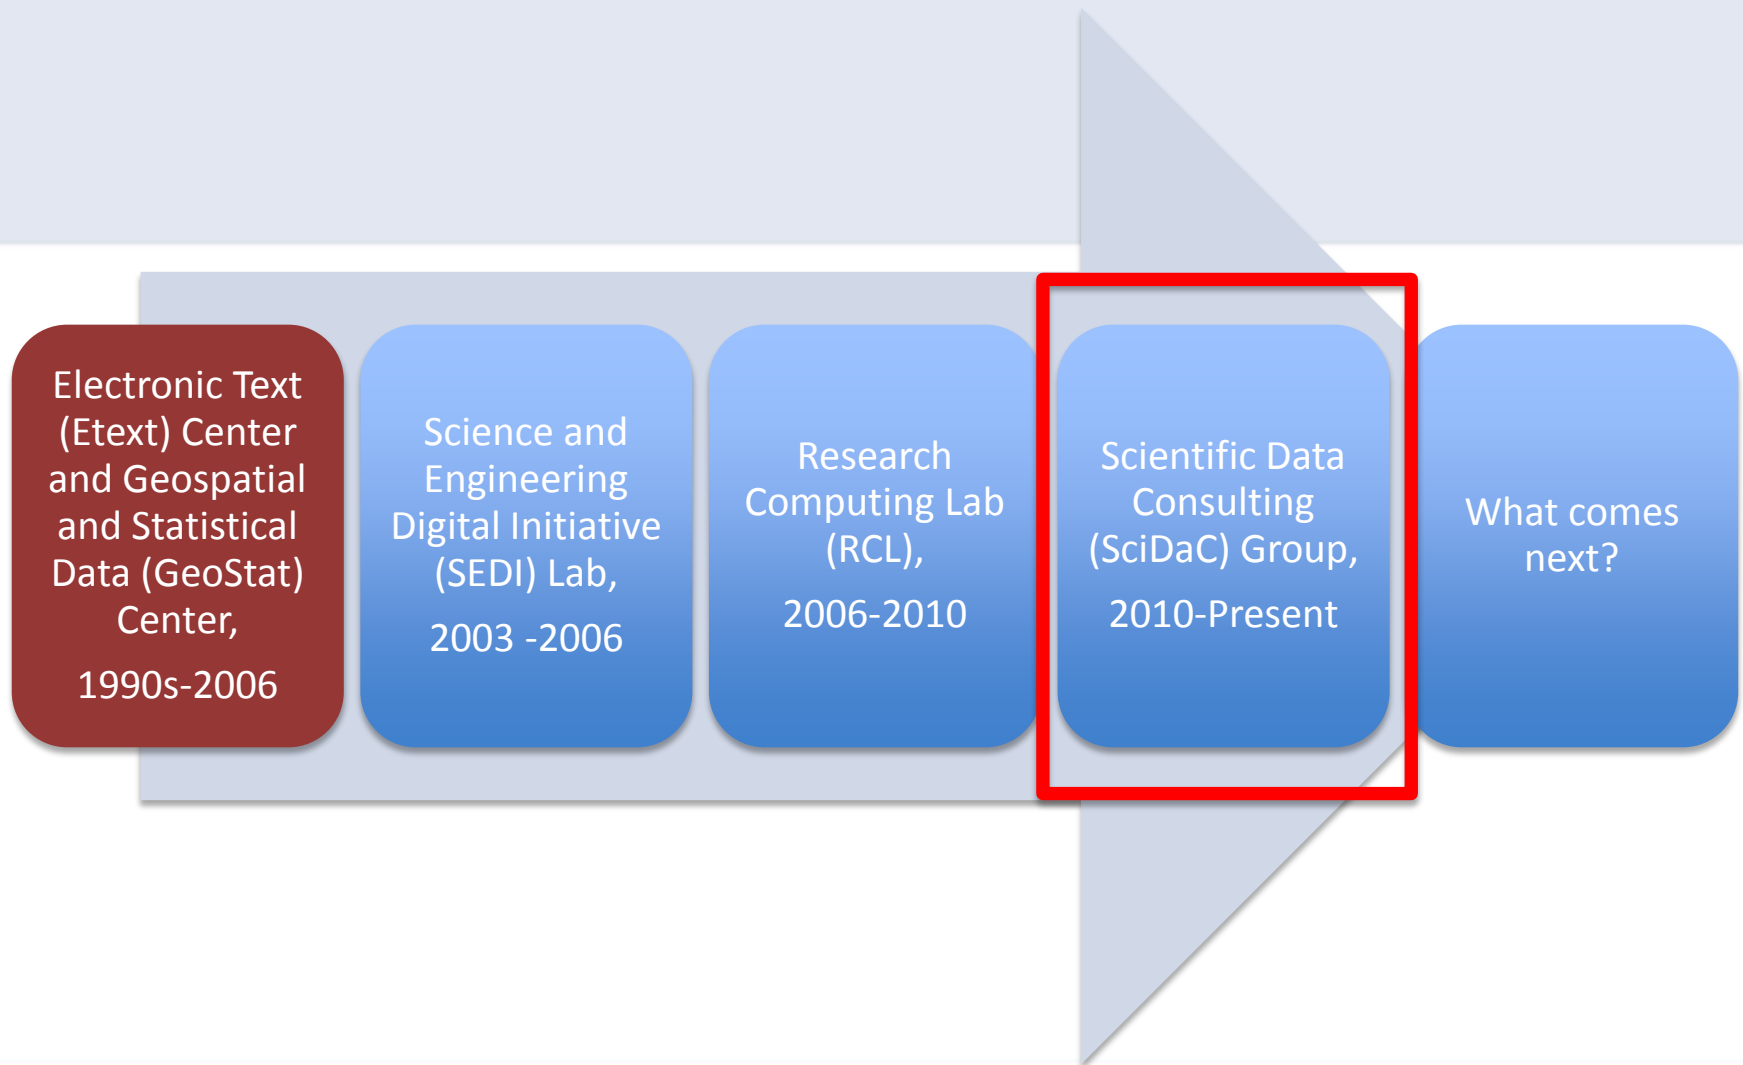 Electronic Text
(Etext) Center
and Geospatial
and Statistical
Data (GeoStat)
Center,
1990s-2006
Science and
Engineering
Digital Initiative
(SEDI) Lab,
2003 -2006
Research
Computing Lab
(RCL),
2006-2010
Scientific Data
Consulting
(SciDaC) Group,
2010-Present
What comes
next?